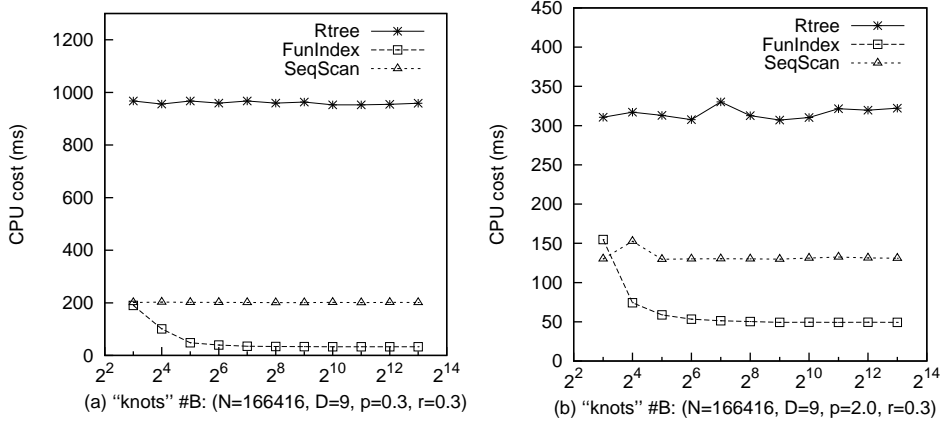 1200
1000
800
600
400
200
0
CPU cost (ms)
Rtree
FunIndex
SeqScan
2^2 2^4 2^6 2^8 2^10 2^12 2^14
(a) “knots” #B: (N=166416, D=9, p=0.3, r=0.3)
450
400
350
300
250
200
150
100
50
0
CPU cost (ms)
Rtree
FunIndex
SeqScan
2^2 2^4 2^6 2^8 2^10 2^12 2^14
(b) “knots” #B: (N=166416, D=9, p=2.0, r=0.3)